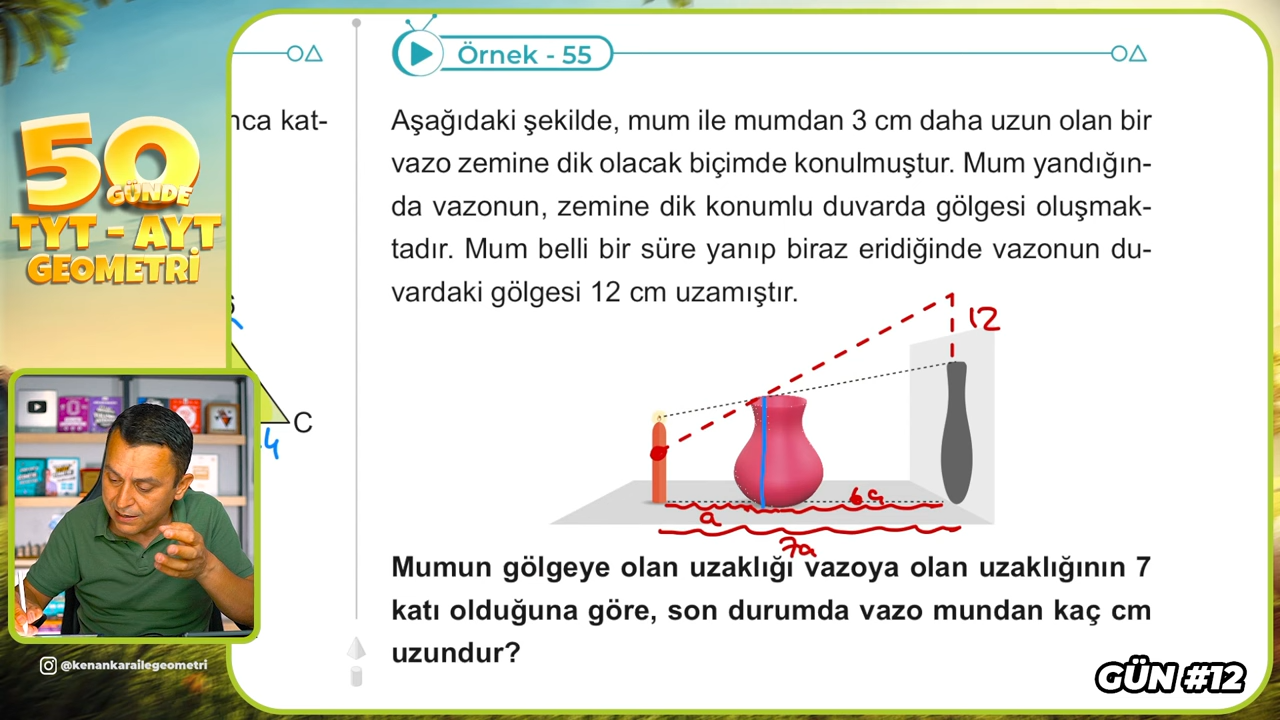 50
GÜNDE
TYT - AYT
GEOMETRİ
nca kat-
C
4
Örnek - 55
Aşağıdaki şekilde, mum ile mumdan 3 cm daha uzun olan bir
vazo zemine dik olacak biçimde konulmuştur. Mum yandığın-
da vazonun, zemine dik konumlu duvarda gölgesi oluşmak-
tadır. Mum belli bir süre yanıp biraz eridiğinde vazonun du-
vardaki gölgesi 12 cm uzamıştır.
12
a
6a
7a
Mumun gölgeye olan uzaklığı vazoya olan uzaklığının 7
katı olduğuna göre, son durumda vazo mundan kaç cm
uzundur?
@kenankarailegeometri
GÜN #12